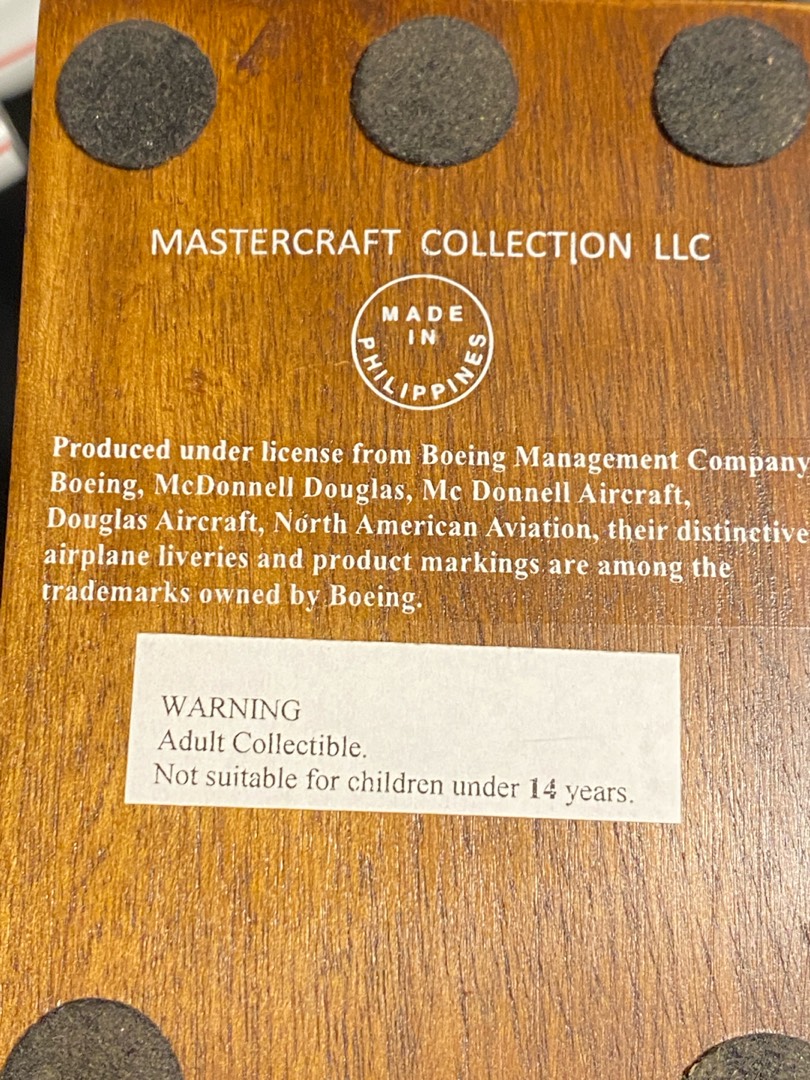 MASTERCRAFT COLLECTION LLC
MADE
IN
PHILIPPINES
Produced under license from Boeing Management Company
Boeing, McDonnell Douglas, Mc Donnell Aircraft,
Douglas Aircraft, North American Aviation, their distinctive
airplane liveries and product markings are among the
trademarks owned by Boeing.
WARNING
Adult Collectible.
Not suitable for children under 14 years.